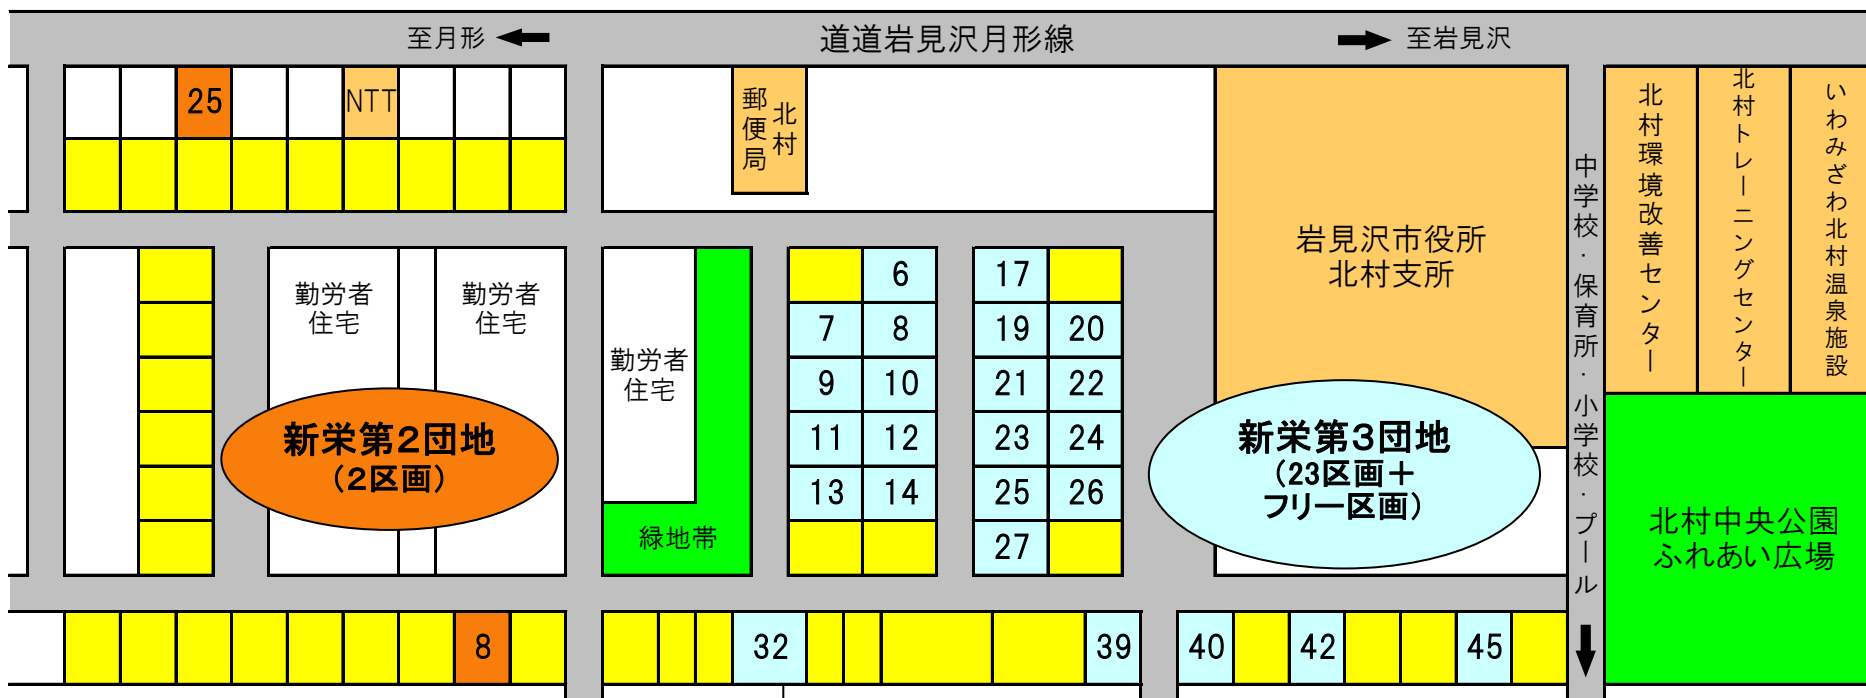 至月形
道道岩見沢月形線
至岩見沢
25
NTT
北村
郵便局
岩見沢市役所
北村支所
中学校・保育所・小学校・プール
北村環境改善センター
北村トレーニングセンター
いわみざわ北村温泉施設
勤労者
住宅
勤労者
住宅
勤労者
住宅
緑地帯
6
7
8
9
10
11
12
13
14
17
19
20
21
22
23
24
25
26
27
新栄第2団地
(2区画)
新栄第3団地
(23区画＋
フリー区画)
北村中央公園
ふれあい広場
8
32
39
40
42
45